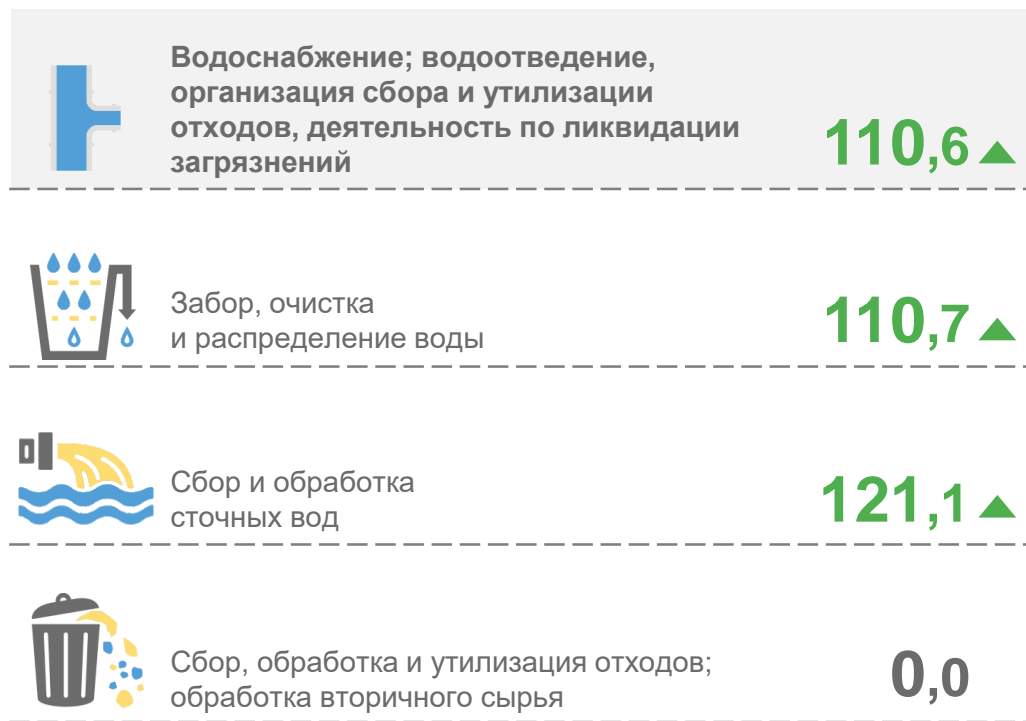 Водоснабжение; водоотведение,
организация сбора и утилизации
отходов, деятельность по ликвидации
загрязнений
110,6
Забор, очистка
и распределение воды
110,7
Сбор и обработка
сточных вод
121,1
Сбор, обработка и утилизация отходов;
обработка вторичного сырья
0,0